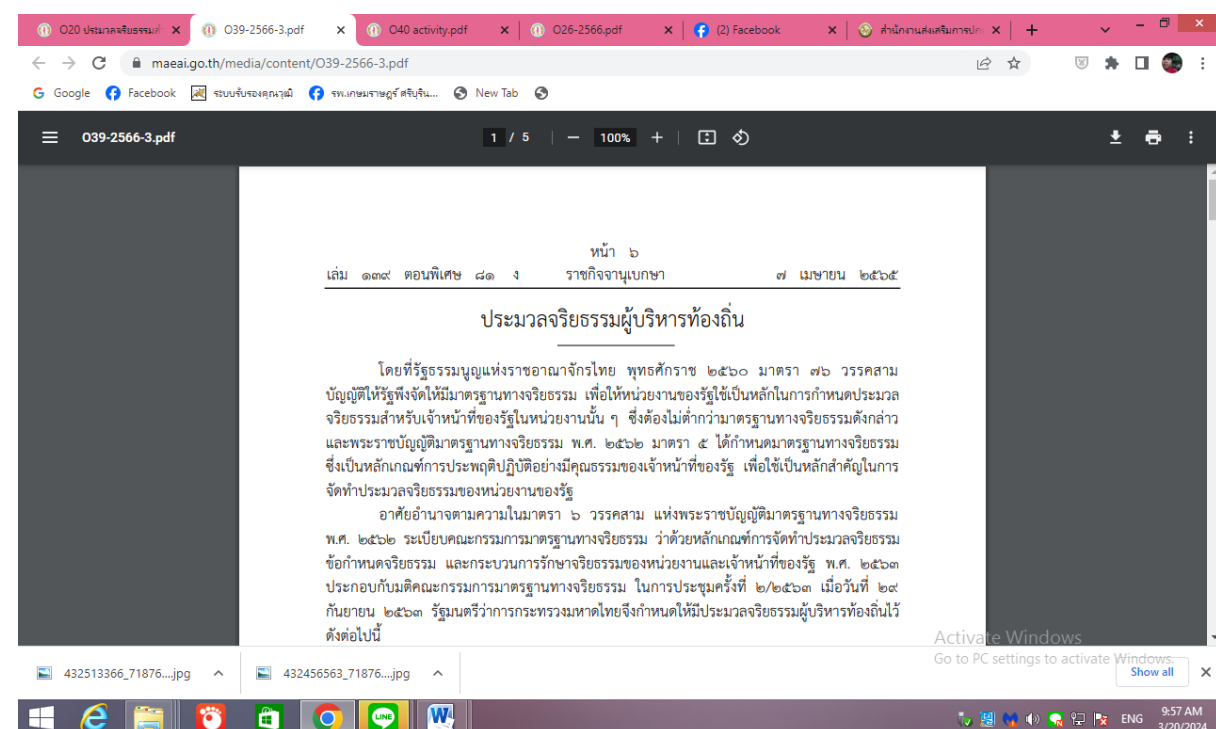 O20 ประมวลจริยธรรมสำ
O39-2566-3.pdf
O40 activity.pdf
O26-2566.pdf
(2) Facebook
สำนักงานส่งเสริมการปก
maeai.go.th/media/content/O39-2566-3.pdf
Google
Facebook
ระบบรับรองคุณวุฒิ
รพ.เกษมราษฎร์ ศรีบุริน...
New Tab
O39-2566-3.pdf
1 / 5
100%
หน้า ๖
เล่ม ๑๓๙ ตอนพิเศษ ๘๑ ง ราชกิจจานุเบกษา ๗ เมษายน ๒๕๖๕
ประมวลจริยธรรมผู้บริหารท้องถิ่น
โดยที่รัฐธรรมนูญแห่งราชอาณาจักรไทย พุทธศักราช ๒๕๖๐ มาตรา ๗๖ วรรคสาม
บัญญัติให้รัฐพึงจัดให้มีมาตรฐานทางจริยธรรม เพื่อให้หน่วยงานของรัฐใช้เป็นหลักในการกำหนดประมวล
จริยธรรมสำหรับเจ้าหน้าที่ของรัฐในหน่วยงานนั้น ๆ ซึ่งต้องไม่ต่ำกว่ามาตรฐานทางจริยธรรมดังกล่าว
และพระราชบัญญัติมาตรฐานทางจริยธรรม พ.ศ. ๒๕๖๒ มาตรา ๕ ได้กำหนดมาตรฐานทางจริยธรรม
ซึ่งเป็นหลักเกณฑ์การประพฤติปฏิบัติอย่างมีคุณธรรมของเจ้าหน้าที่ของรัฐ เพื่อใช้เป็นหลักสำคัญในการ
จัดทำประมวลจริยธรรมของหน่วยงานของรัฐ
อาศัยอำนาจตามความในมาตรา ๖ วรรคสาม แห่งพระราชบัญญัติมาตรฐานทางจริยธรรม
พ.ศ. ๒๕๖๒ ระเบียบคณะกรรมการมาตรฐานทางจริยธรรม ว่าด้วยหลักเกณฑ์การจัดทำประมวลจริยธรรม
ข้อกำหนดจริยธรรม และกระบวนการรักษาจริยธรรมของหน่วยงานและเจ้าหน้าที่ของรัฐ พ.ศ. ๒๕๖๓
ประกอบกับมติคณะกรรมการมาตรฐานทางจริยธรรม ในการประชุมครั้งที่ ๒/๒๕๖๓ เมื่อวันที่ ๒๙
กันยายน ๒๕๖๓ รัฐมนตรีว่าการกระทรวงมหาดไทยจึงกำหนดให้มีประมวลจริยธรรมผู้บริหารท้องถิ่นไว้
ดังต่อไปนี้
Activate Windows
Go to PC settings to activate Windows.
432513366_71876....jpg
432456563_71876....jpg
Show all
LINE
ENG
9:57 AM
3/20/2024